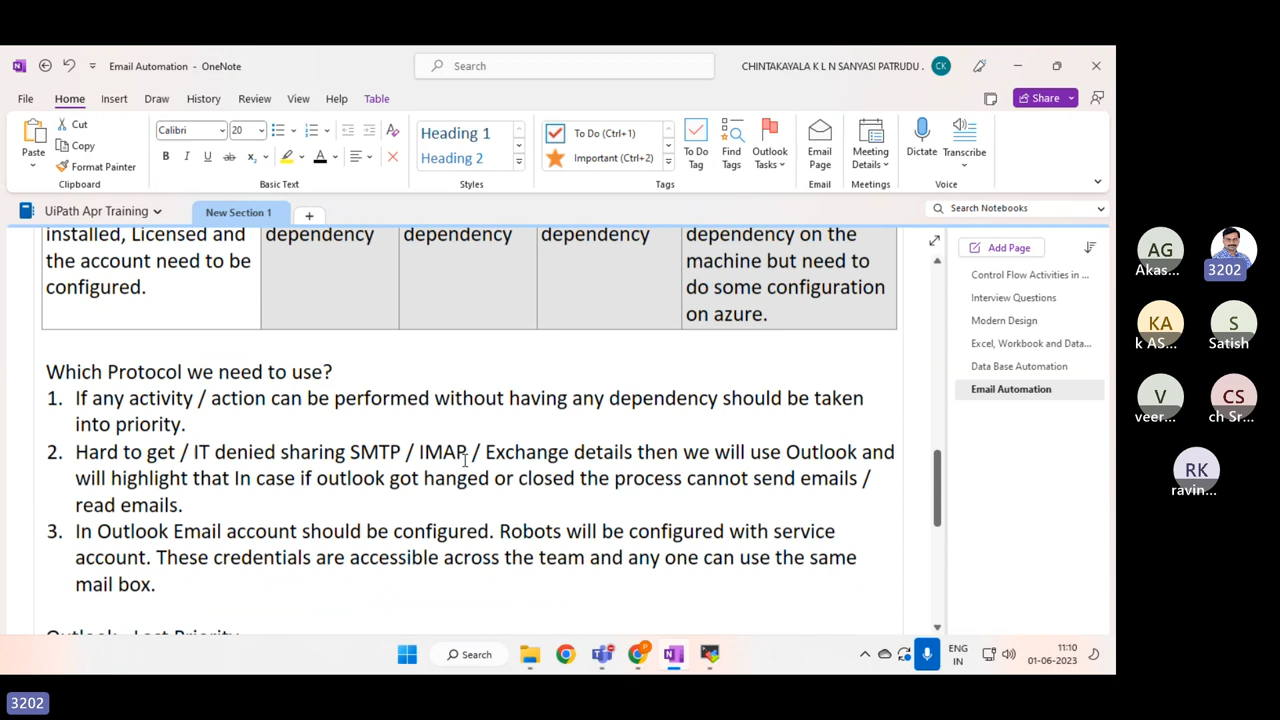 Email Automation - OneNote
Search
CHINTAKAYALA K L N SANYASI PATRUDU .
CK
File
Home
Insert
Draw
History
Review
View
Help
Table
Share
Paste
Cut
Copy
Format Painter
Clipboard
Calibri
20
B I U ab x
A
Basic Text
Heading 1
Heading 2
Styles
To Do (Ctrl+1)
Important (Ctrl+2)
To Do Tag
Find Tags
Outlook Tasks
Tags
Email Page
Email
Meeting Details
Meetings
Dictate
Transcribe
Voice
UiPath Apr Training
New Section 1
+
Search Notebooks
installed, Licensed and
the account need to be
configured.
dependency
dependency
dependency
dependency on the
machine but need to
do some configuration
on azure.
Which Protocol we need to use?
1. If any activity / action can be performed without having any dependency should be taken
into priority.
2. Hard to get / IT denied sharing SMTP / IMAP / Exchange details then we will use Outlook and
will highlight that In case if outlook got hanged or closed the process cannot send emails /
read emails.
3. In Outlook Email account should be configured. Robots will be configured with service
account. These credentials are accessible across the team and any one can use the same
mail box.
Outlook - Last Priority
Add Page
Control Flow Activities in ...
Interview Questions
Modern Design
Excel, Workbook and Data...
Data Base Automation
Email Automation
AG
Akas...
3202
KA
k AS...
S
Satish
V
veer...
CS
ch Sr...
RK
ravin...
Search
ENG
IN
11:10
01-06-2023
3202